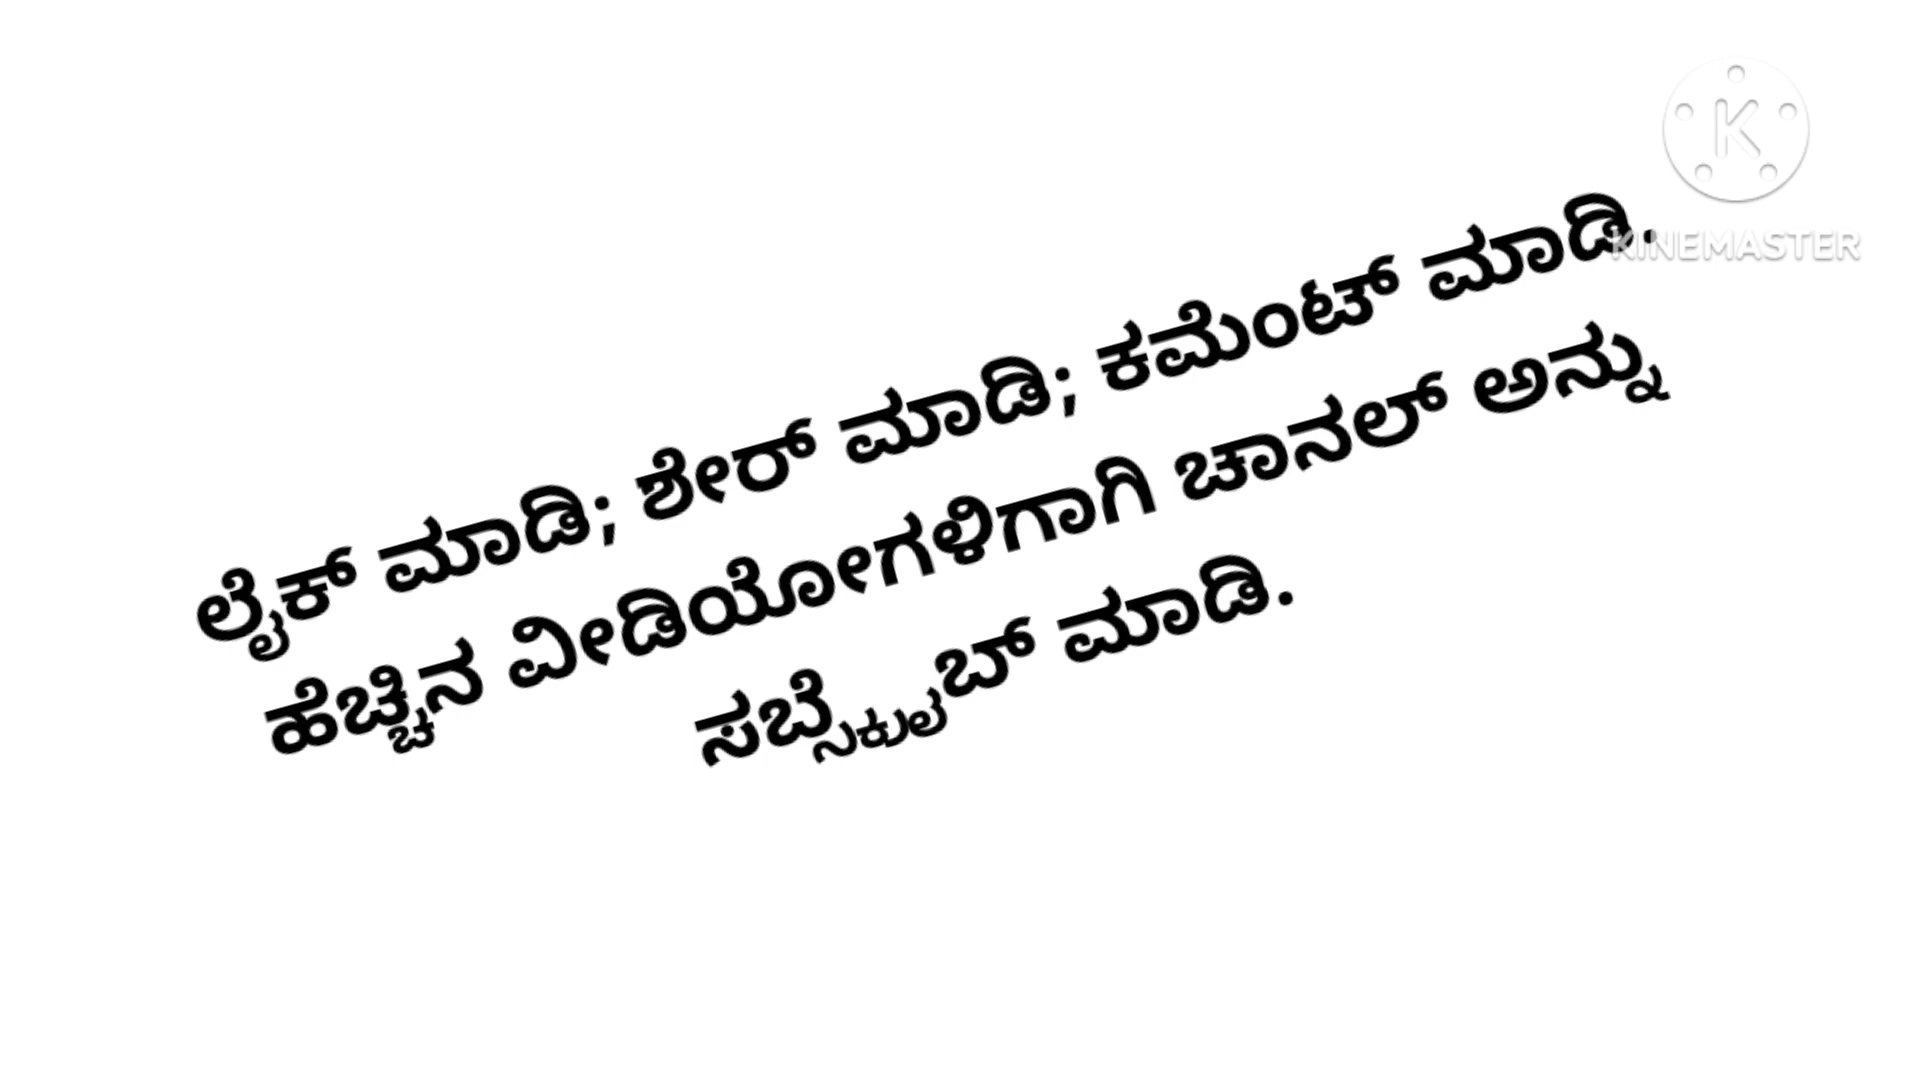 ಲೈಕ್ ಮಾಡಿ; ಶೇರ್ ಮಾಡಿ; ಕಮೆಂಟ್ ಮಾಡಿ.
ಹೆಚ್ಚಿನ ವೀಡಿಯೋಗಳಿಗಾಗಿ ಚಾನಲ್ ಅನ್ನು
ಸಬ್ಸ್ಕ್ರೈಬ್ ಮಾಡಿ.
K
KINEMASTER